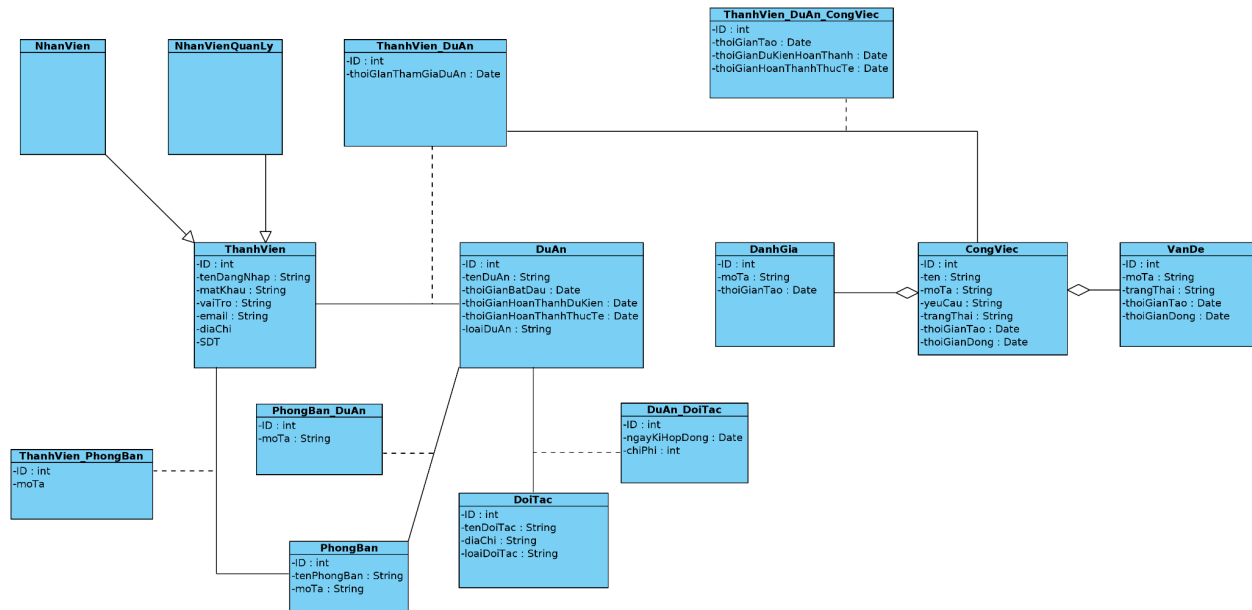 ThanhVien_DuAn_CongViec
-ID : int
-thoiGianTao : Date
-thoiGianDuKienHoanThanh : Date
-thoiGianHoanThanhThucTe : Date
NhanVien
NhanVienQuanLy
ThanhVien_DuAn
-ID : int
-thoiGIanThamGiaDuAn : Date
ThanhVien
-ID : int
-tenDangNhap : String
-matKhau : String
-vaiTro : String
-email : String
-diaChi
-SDT
DuAn
-ID : int
-tenDuAn : String
-thoiGianBatDau : Date
-thoiGianHoanThanhDuKien : Date
-thoiGianHoanThanhThucTe : Date
-loaiDuAn : String
DanhGia
-ID : int
-moTa : String
-thoiGianTao : Date
CongViec
-ID : int
-ten : String
-moTa : String
-yeuCau : String
-trangThai : String
-thoiGianTao : Date
-thoiGianDong : Date
VanDe
-ID : int
-moTa : String
-trangThai : String
-thoiGianTao : Date
-thoiGianDong : Date
PhongBan_DuAn
-ID : int
-moTa : String
DuAn_DoiTac
-ID : int
-ngayKiHopDong : Date
-chiPhi : int
ThanhVien_PhongBan
-ID : int
-moTa
DoiTac
-ID : int
-tenDoiTac : String
-diaChi : String
-loaiDoiTac : String
PhongBan
-ID : int
-tenPhongBan : String
-moTa : String